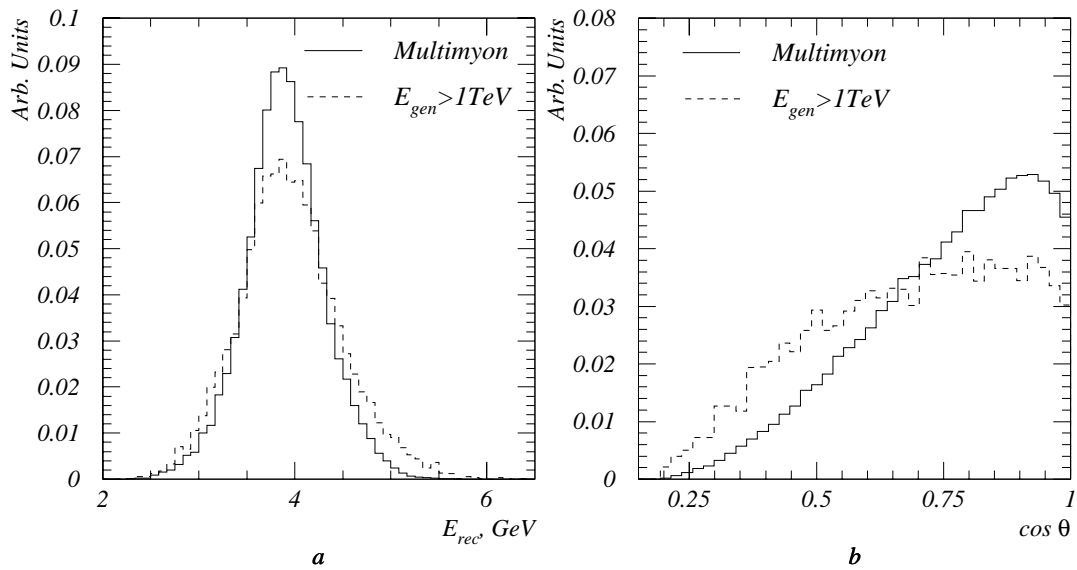 Arb. Units
0.1
0.09
0.08
0.07
0.06
0.05
0.04
0.03
0.02
0.01
0
Multimyon
E_gen>1TeV
2
4
6
E_rec, GeV
a
Arb. Units
0.08
0.07
0.06
0.05
0.04
0.03
0.02
0.01
0
Multimyon
E_gen>1TeV
0.25
0.5
0.75
1
cos θ
b